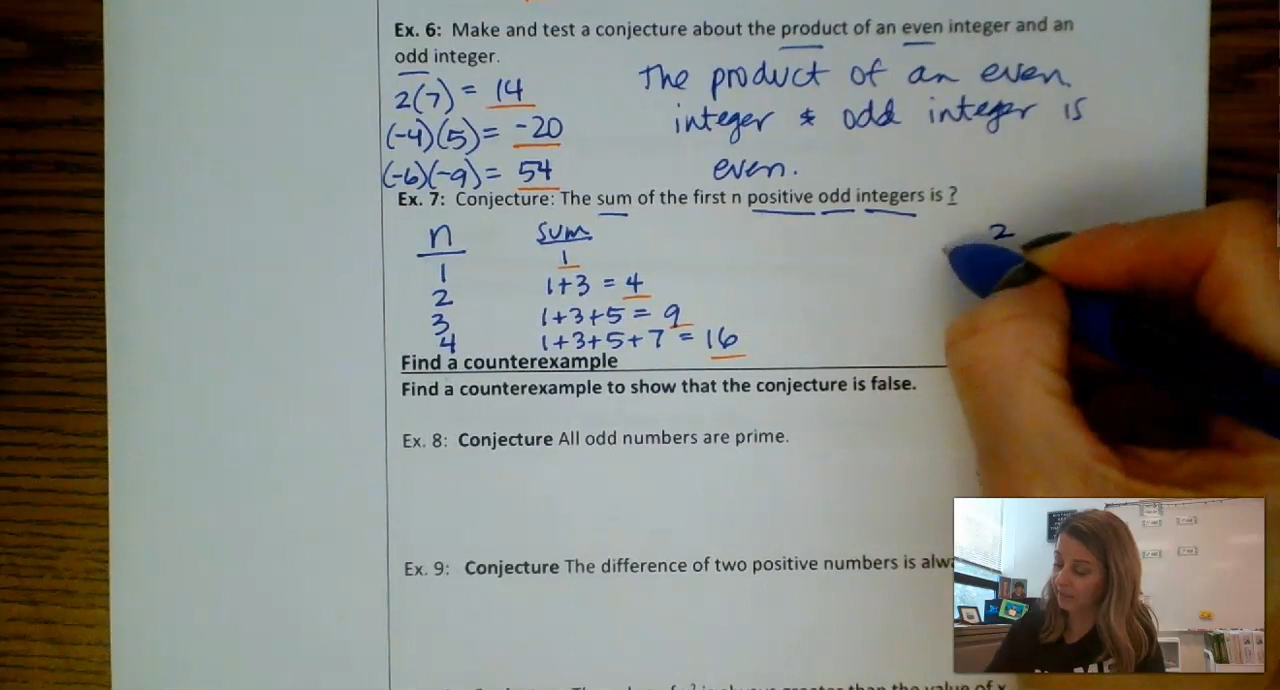 Ex. 6: Make and test a conjecture about the product of an even integer and an
odd integer.
2(7) = 14
(-4)(5) = -20
(-6)(-9) = 54
The product of an even
integer & odd integer is
even.
Ex. 7: Conjecture: The sum of the first n positive odd integers is ?
n sum
1 1
2 1+3 = 4
3 1+3+5 = 9
4 1+3+5+7 = 16
2
Find a counterexample
Find a counterexample to show that the conjecture is false.
Ex. 8: Conjecture All odd numbers are prime.
Ex. 9: Conjecture The difference of two positive numbers is